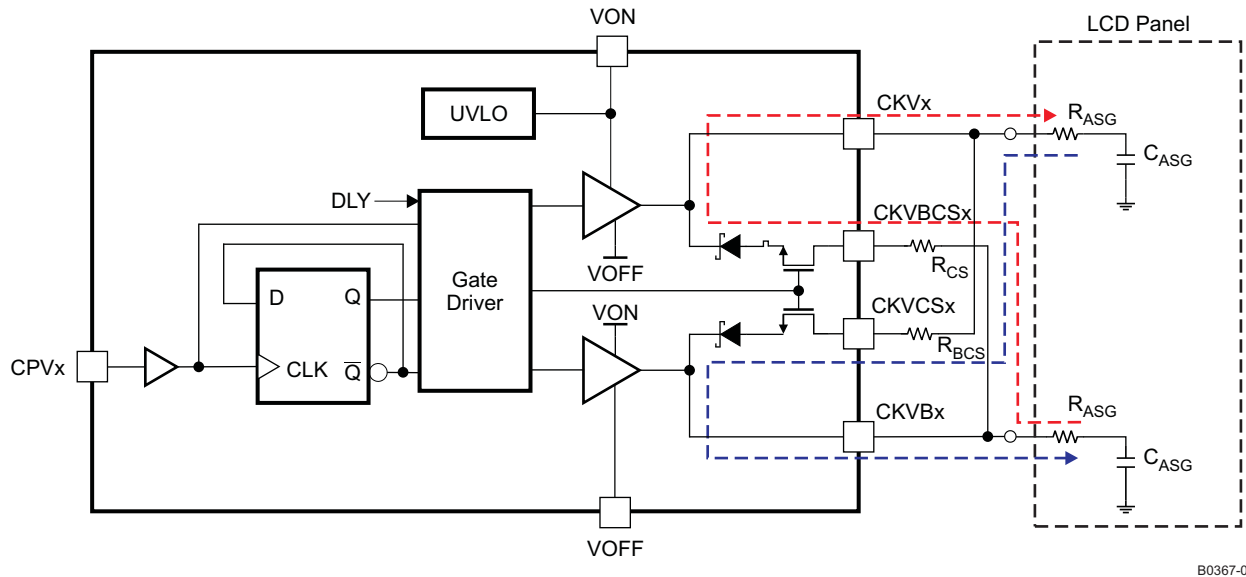 VON
LCD Panel
UVLO
CKVx
RASG
CASG
DLY
VOFF
CKVBCSx
RCS
Gate
Driver
D
Q
VON
CKVCSx
RBCS
CPVx
CLK
Q
CKVBx
RASG
CASG
VOFF
B0367-0